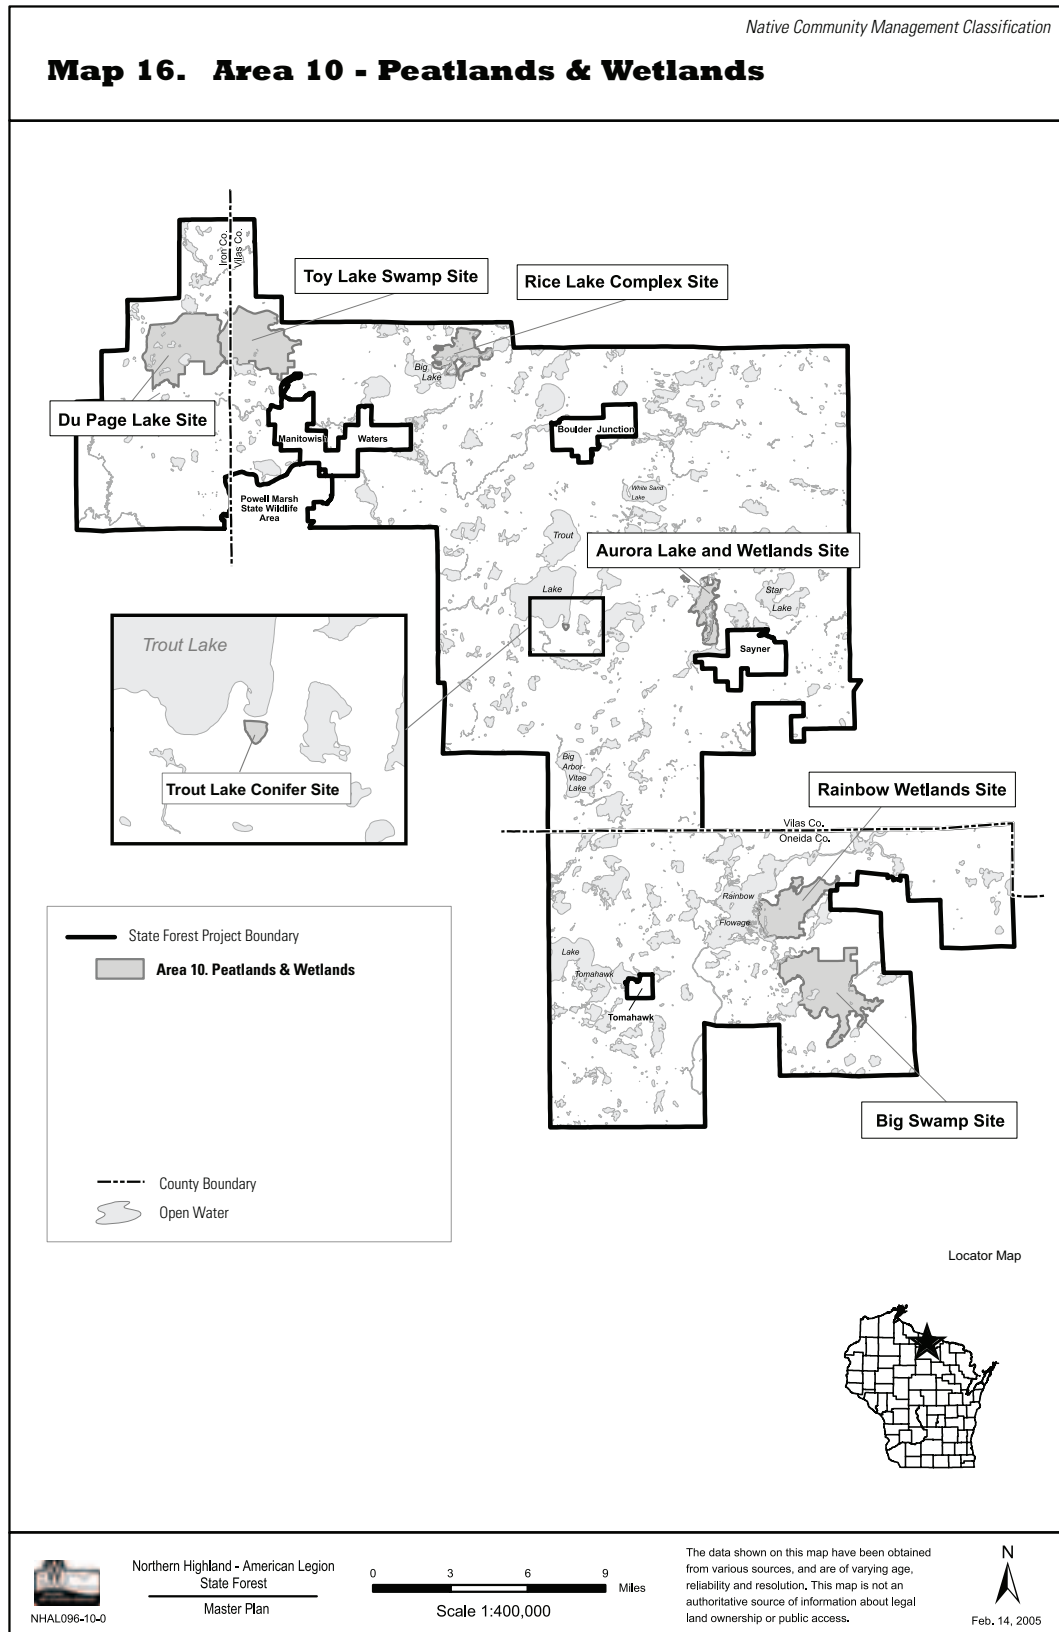 Native Community Management Classification
Map 16. Area 10 - Peatlands & Wetlands
Iron Co.
Vilas Co.
Toy Lake Swamp Site
Rice Lake Complex Site
Big
Lake
Du Page Lake Site
Manitowish
Waters
Boulder Junction
Powell Marsh
State Wildlife
Area
White Sand
Lake
Trout
Lake
Aurora Lake and Wetlands Site
Star
Lake
Sayner
Trout Lake
Trout Lake Conifer Site
Big
Arbor-
Vitae
Lake
Rainbow Wetlands Site
Vilas Co.
Oneida Co.
Rainbow
Flowage
Lake
Tomahawk
Tomahawk
Big Swamp Site
State Forest Project Boundary
Area 10. Peatlands & Wetlands
County Boundary
Open Water
Locator Map
NHAL096-10-0
Northern Highland - American Legion
State Forest
Master Plan
0 3 6 9
Miles
Scale 1:400,000
The data shown on this map have been obtained
from various sources, and are of varying age,
reliability and resolution. This map is not an
authoritative source of information about legal
land ownership or public access.
N
Feb. 14, 2005